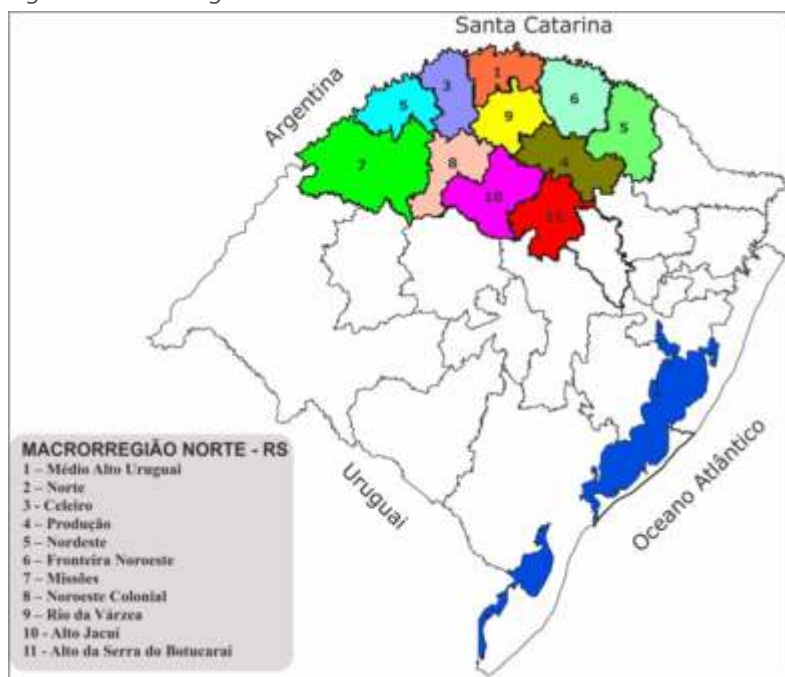 Santa Catarina
Argentina
1
3
6
5
9
5
7
8
4
10
11
Uruguai
Oceano Atlântico
MACRORREGIÃO NORTE - RS
1 – Médio Alto Uruguai
2 – Norte
3 - Celeiro
4 – Produção
5 – Nordeste
6 – Fronteira Noroeste
7 – Missões
8 – Noroeste Colonial
9 – Rio da Várzea
10 - Alto Jacuí
11 - Alto da Serra do Botucaraí